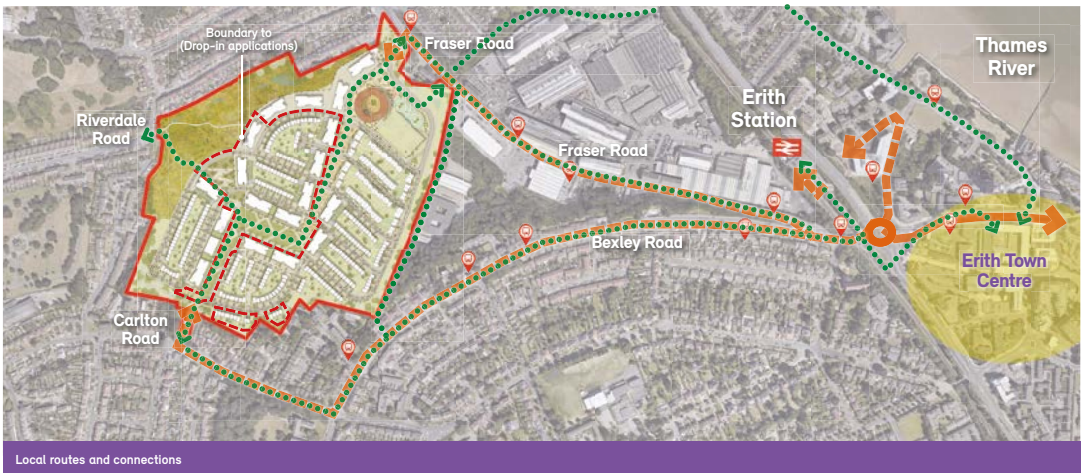 Boundary to
(Drop-in applications)
Fraser Road
Thames
River
Riverdale
Road
Erith
Station
Fraser Road
Bexley Road
Erith Town
Centre
Carlton
Road
Local routes and connections